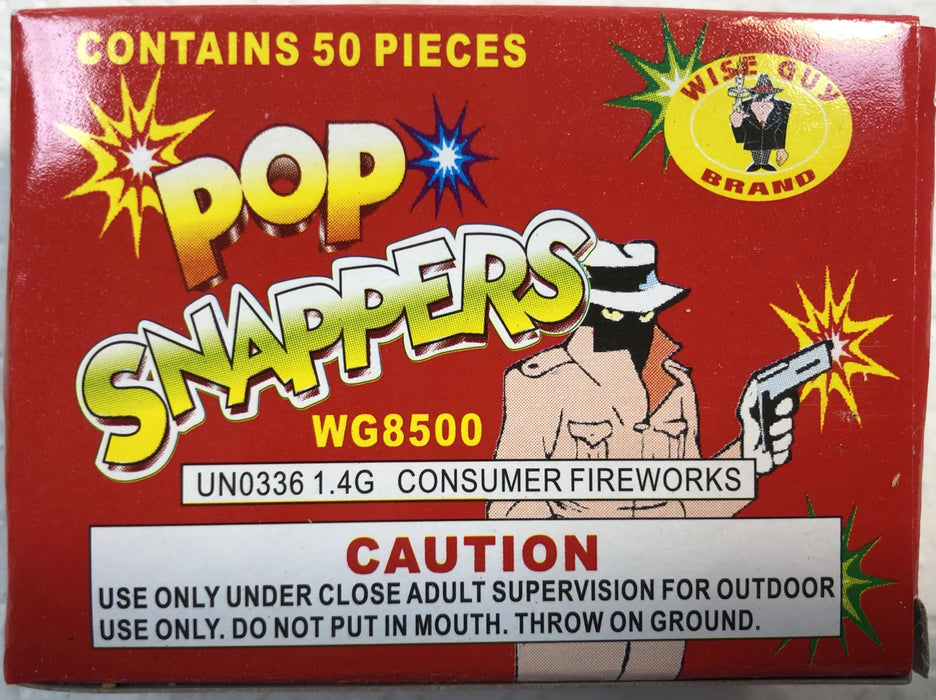 CONTAINS 50 PIECES
WISE GUY
BRAND
POP
SNAPPERS
WG8500
UN0336 1.4G CONSUMER FIREWORKS
CAUTION
USE ONLY UNDER CLOSE ADULT SUPERVISION FOR OUTDOOR
USE ONLY. DO NOT PUT IN MOUTH. THROW ON GROUND.